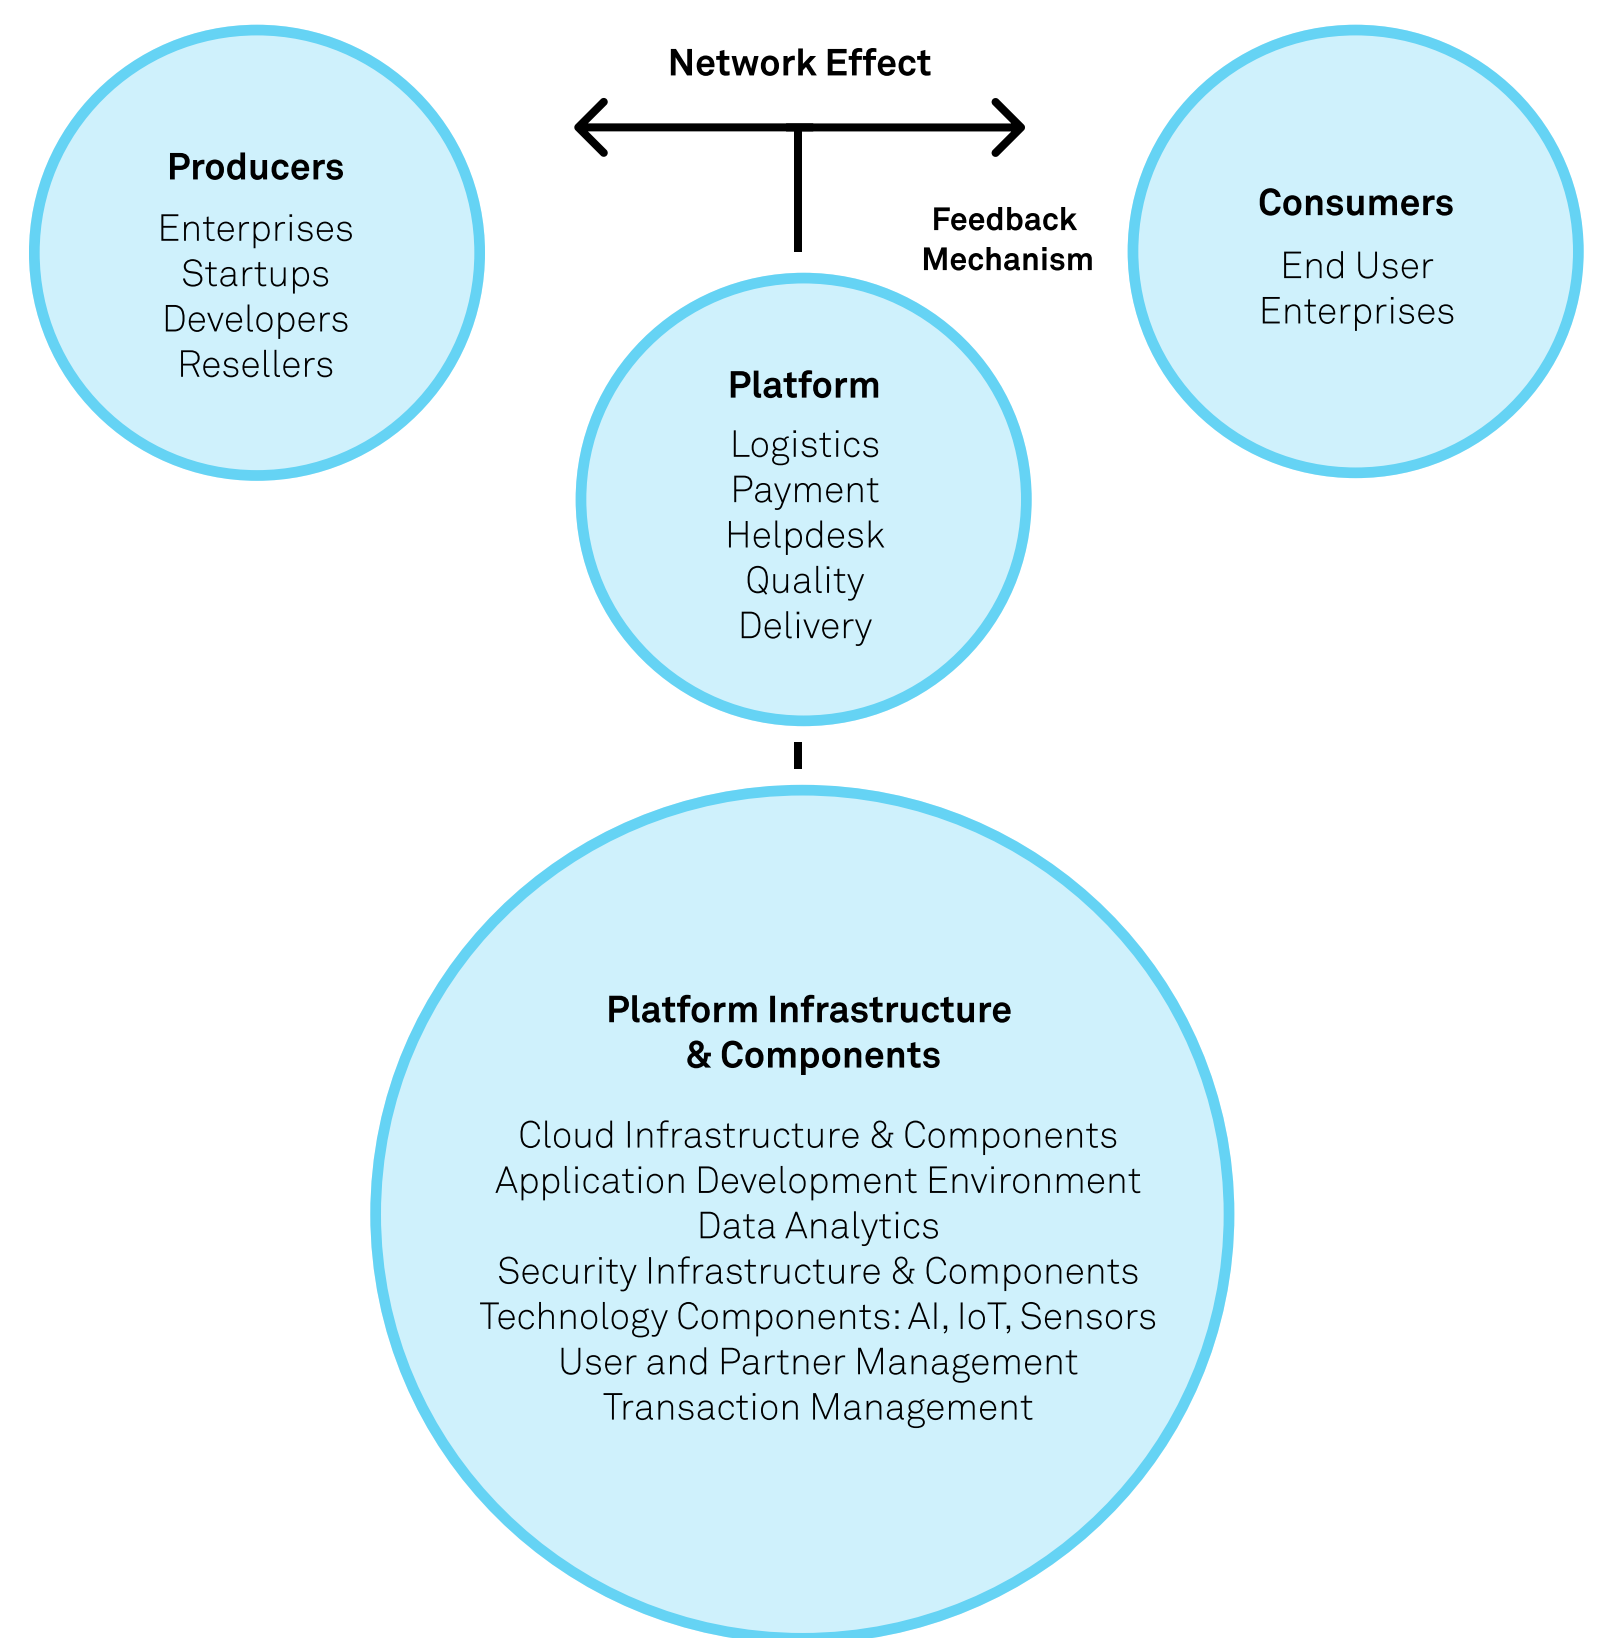 Network Effect
Producers
Enterprises
Startups
Developers
Resellers
Feedback
Mechanism
Consumers
End User
Enterprises
Platform
Logistics
Payment
Helpdesk
Quality
Delivery
Platform Infrastructure
& Components
Cloud Infrastructure & Components
Application Development Environment
Data Analytics
Security Infrastructure & Components
Technology Components: AI, IoT, Sensors
User and Partner Management
Transaction Management